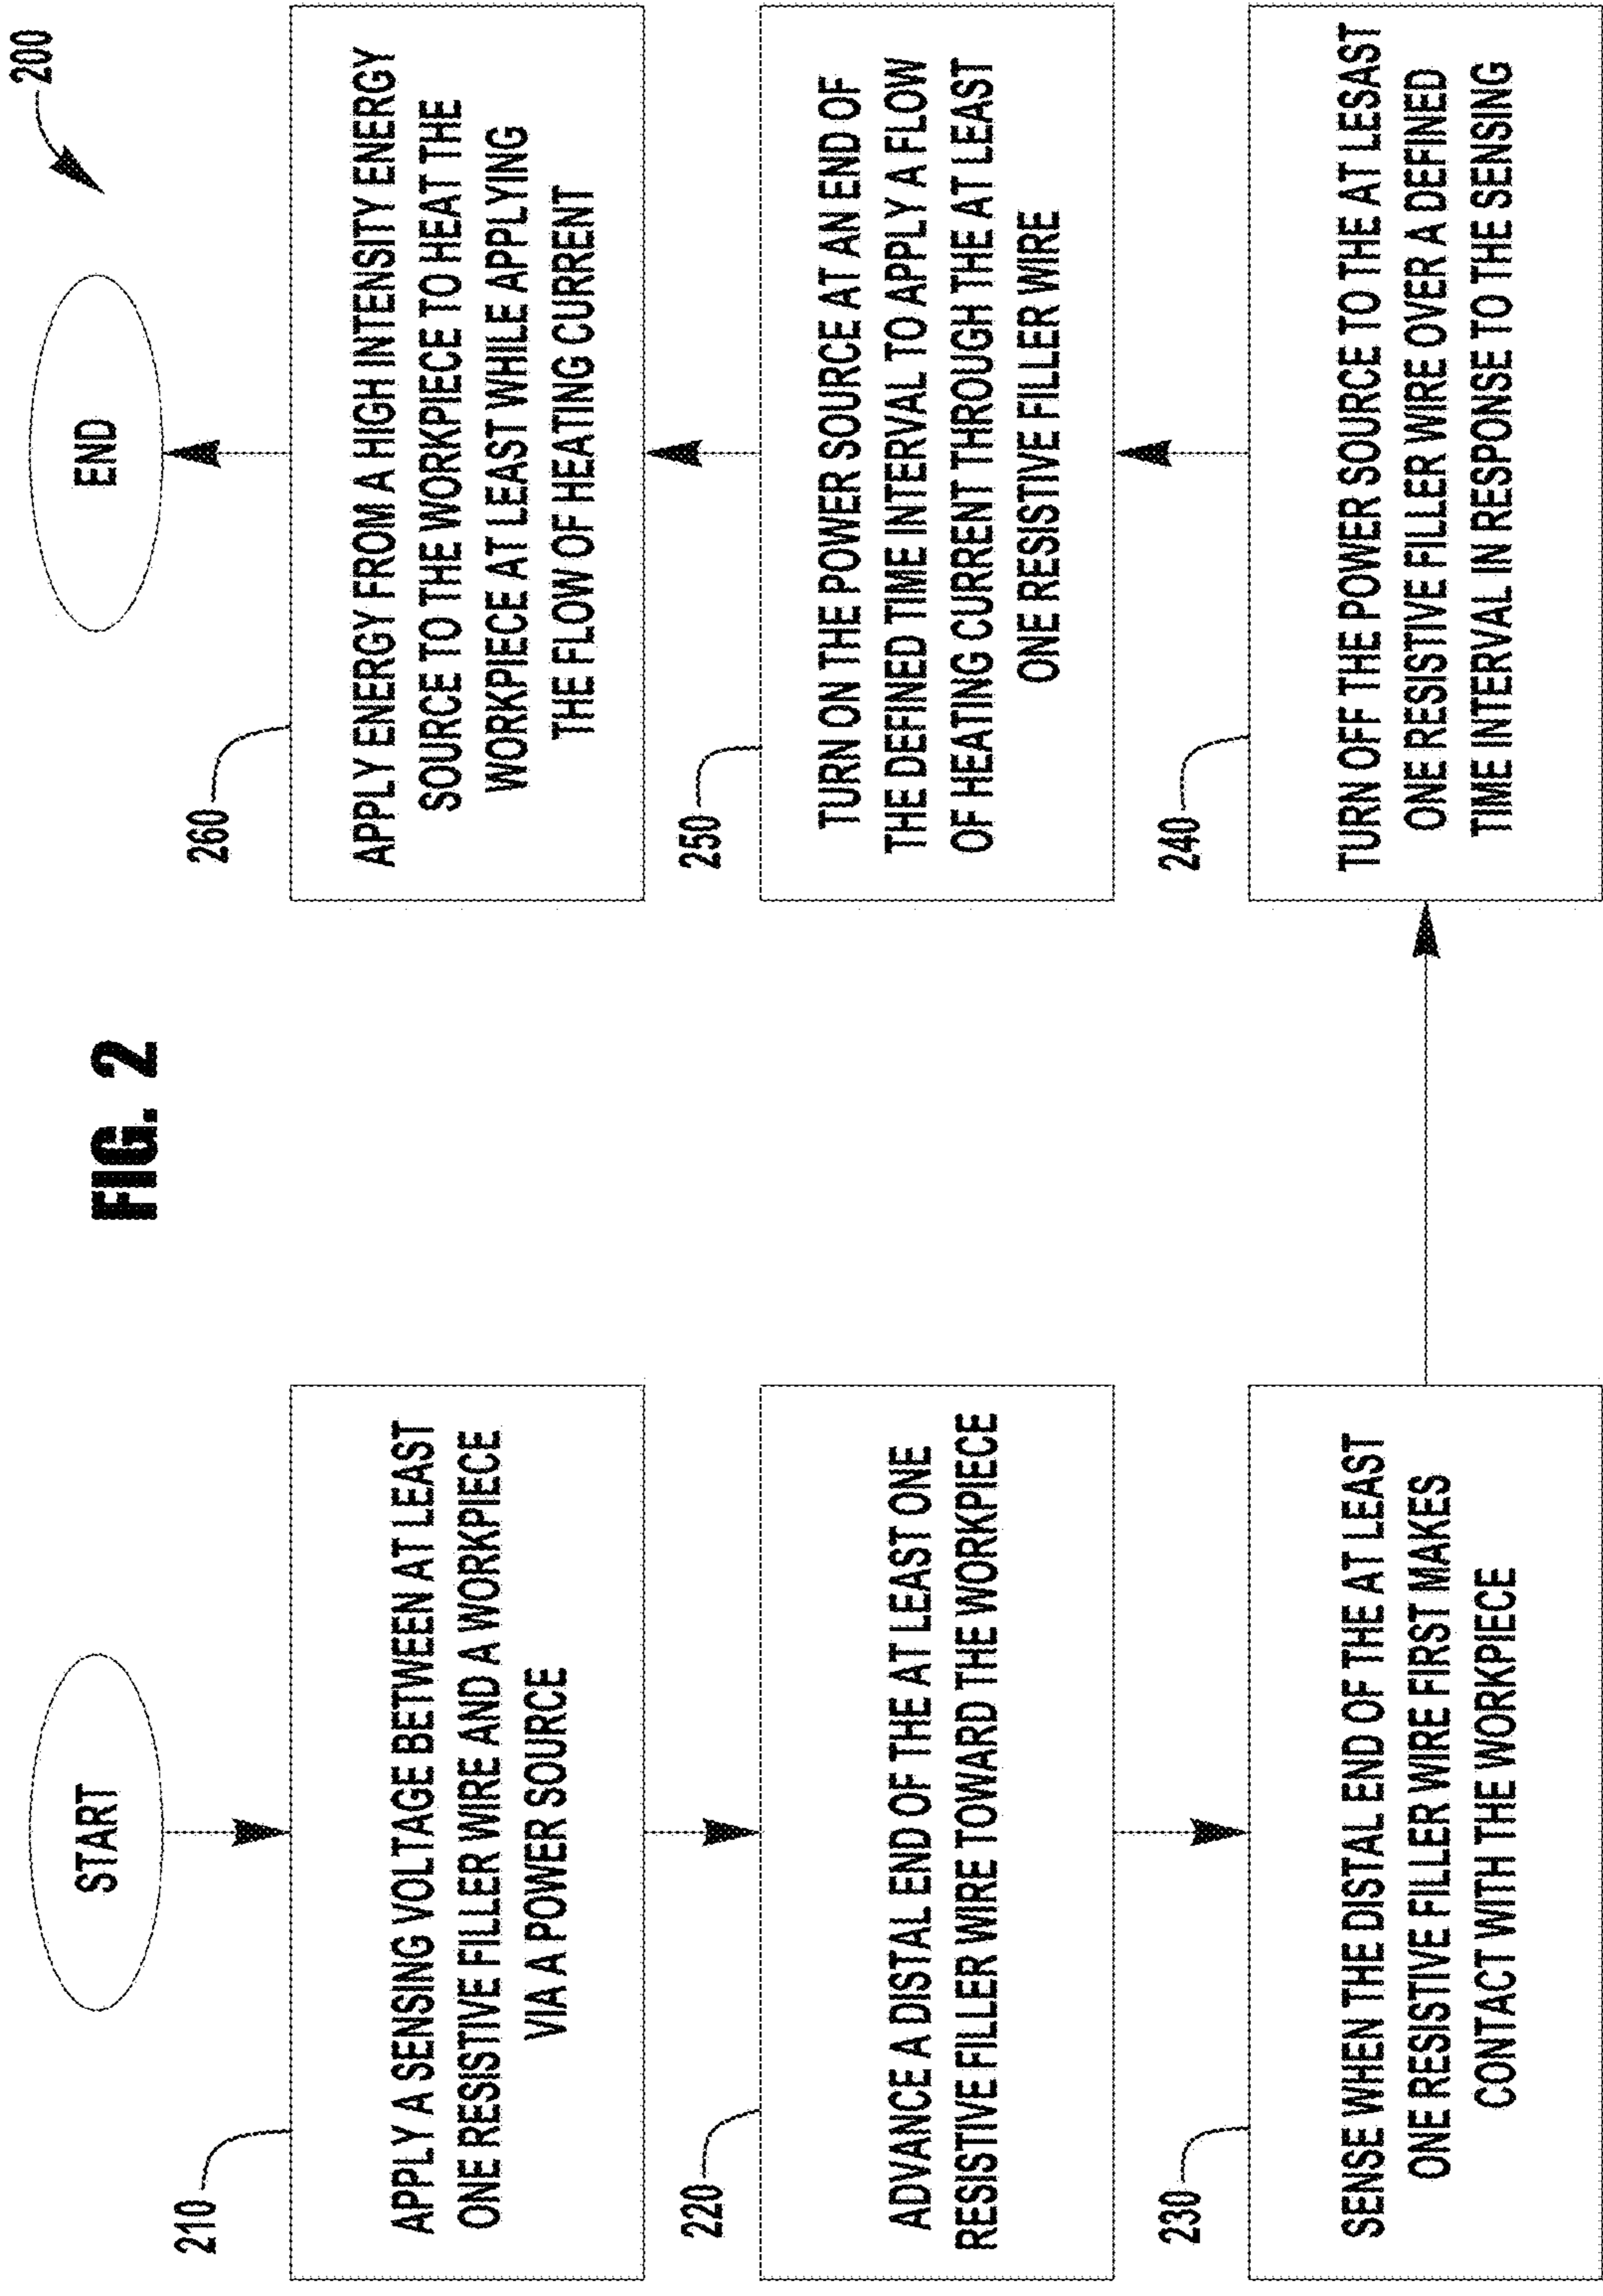 FIG. 2
200
START
210
APPLY A SENSING VOLTAGE BETWEEN AT LEAST
ONE RESISTIVE FILLER WIRE AND A WORKPIECE
VIA A POWER SOURCE
220
ADVANCE A DISTAL END OF THE AT LEAST ONE
RESISTIVE FILLER WIRE TOWARD THE WORKPIECE
230
SENSE WHEN THE DISTAL END OF THE AT LEAST
ONE RESISTIVE FILLER WIRE FIRST MAKES
CONTACT WITH THE WORKPIECE
240
TURN OFF THE POWER SOURCE TO THE AT LESAST
ONE RESISTIVE FILLER WIRE OVER A DEFINED
TIME INTERVAL IN RESPONSE TO THE SENSING
250
TURN ON THE POWER SOURCE AT AN END OF
THE DEFINED TIME INTERVAL TO APPLY A FLOW
OF HEATING CURRENT THROUGH THE AT LEAST
ONE RESISTIVE FILLER WIRE
260
APPLY ENERGY FROM A HIGH INTENSITY ENERGY
SOURCE TO THE WORKPIECE TO HEAT THE
WORKPIECE AT LEAST WHILE APPLYING
THE FLOW OF HEATING CURRENT
END